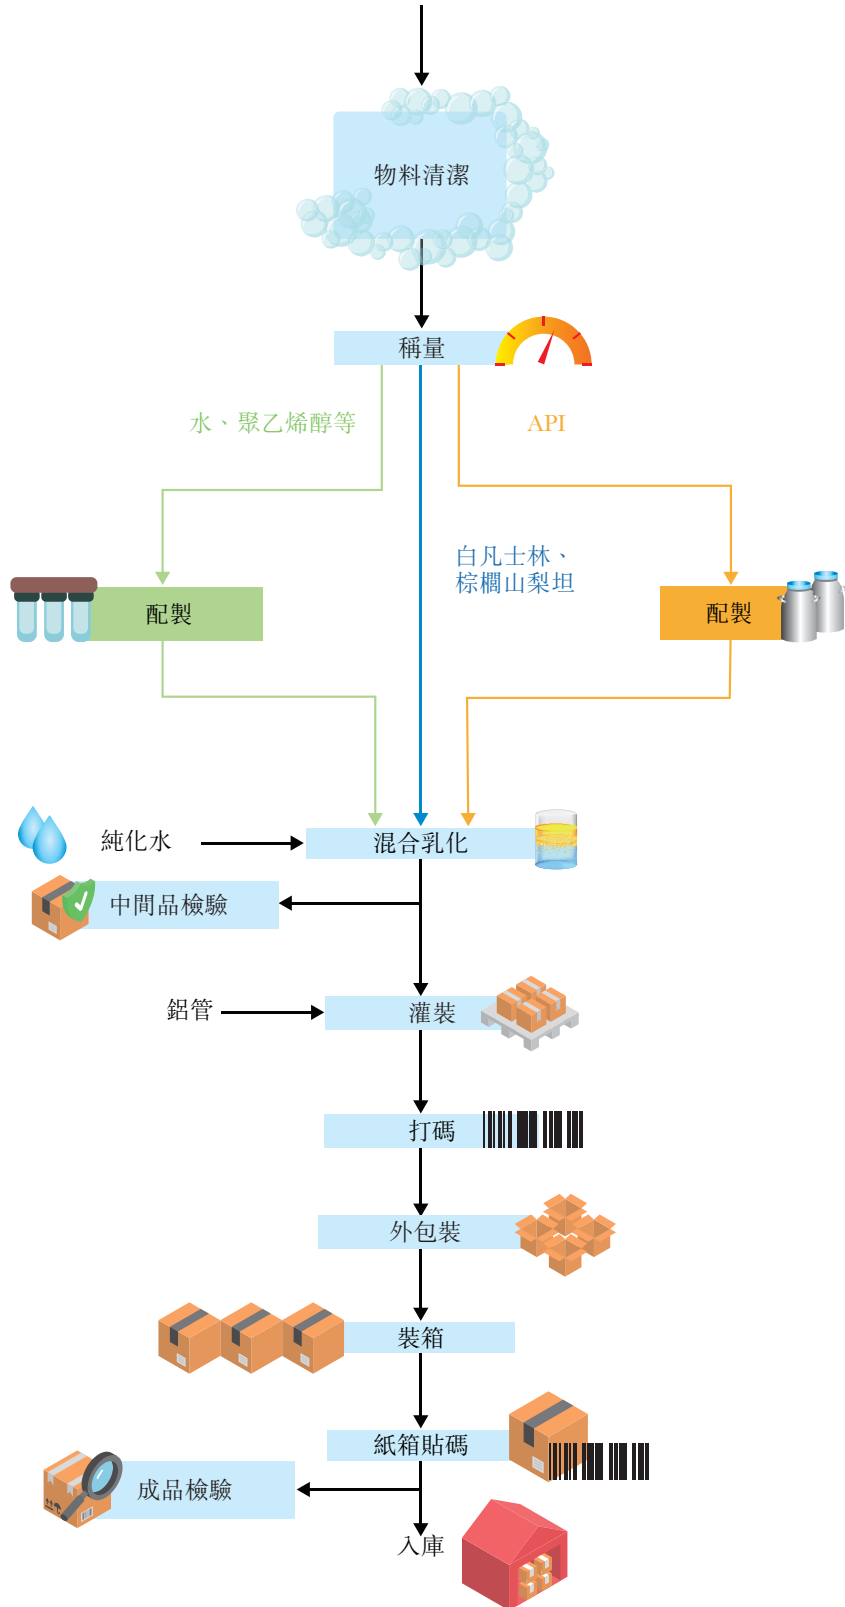 物料清潔
稱量
水、聚乙烯醇等
API
白凡士林、
棕櫚山梨坦
配製
配製
純化水
混合乳化
中間品檢驗
鋁管
灌裝
打碼
外包裝
裝箱
紙箱貼碼
成品檢驗
入庫